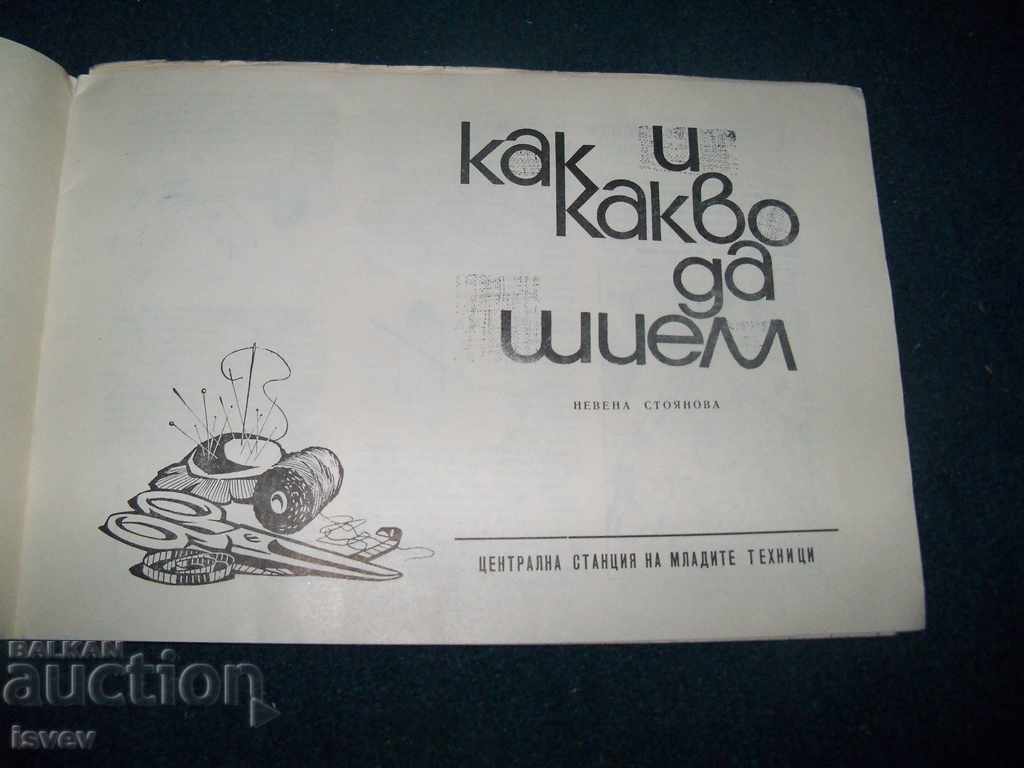 как и
какво
да
шием
НЕВЕНА СТОЯНОВА
ЦЕНТРАЛНА СТАНЦИЯ НА МЛАДИТЕ ТЕХНИЦИ
BALKAN
auction
isvev